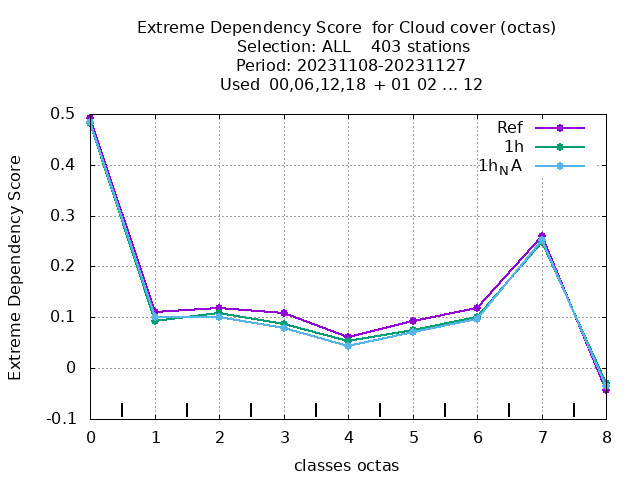 Extreme Dependency Score  for Cloud cover (octas)
Selection: ALL    403 stations
Period: 20231108-20231127
Used  00,06,12,18  + 01 02 ... 12
Extreme Dependency Score
0.5
0.4
0.3
0.2
0.1
0
-0.1
Ref
1h
1hNA
0 1 2 3 4 5 6 7 8
classes octas